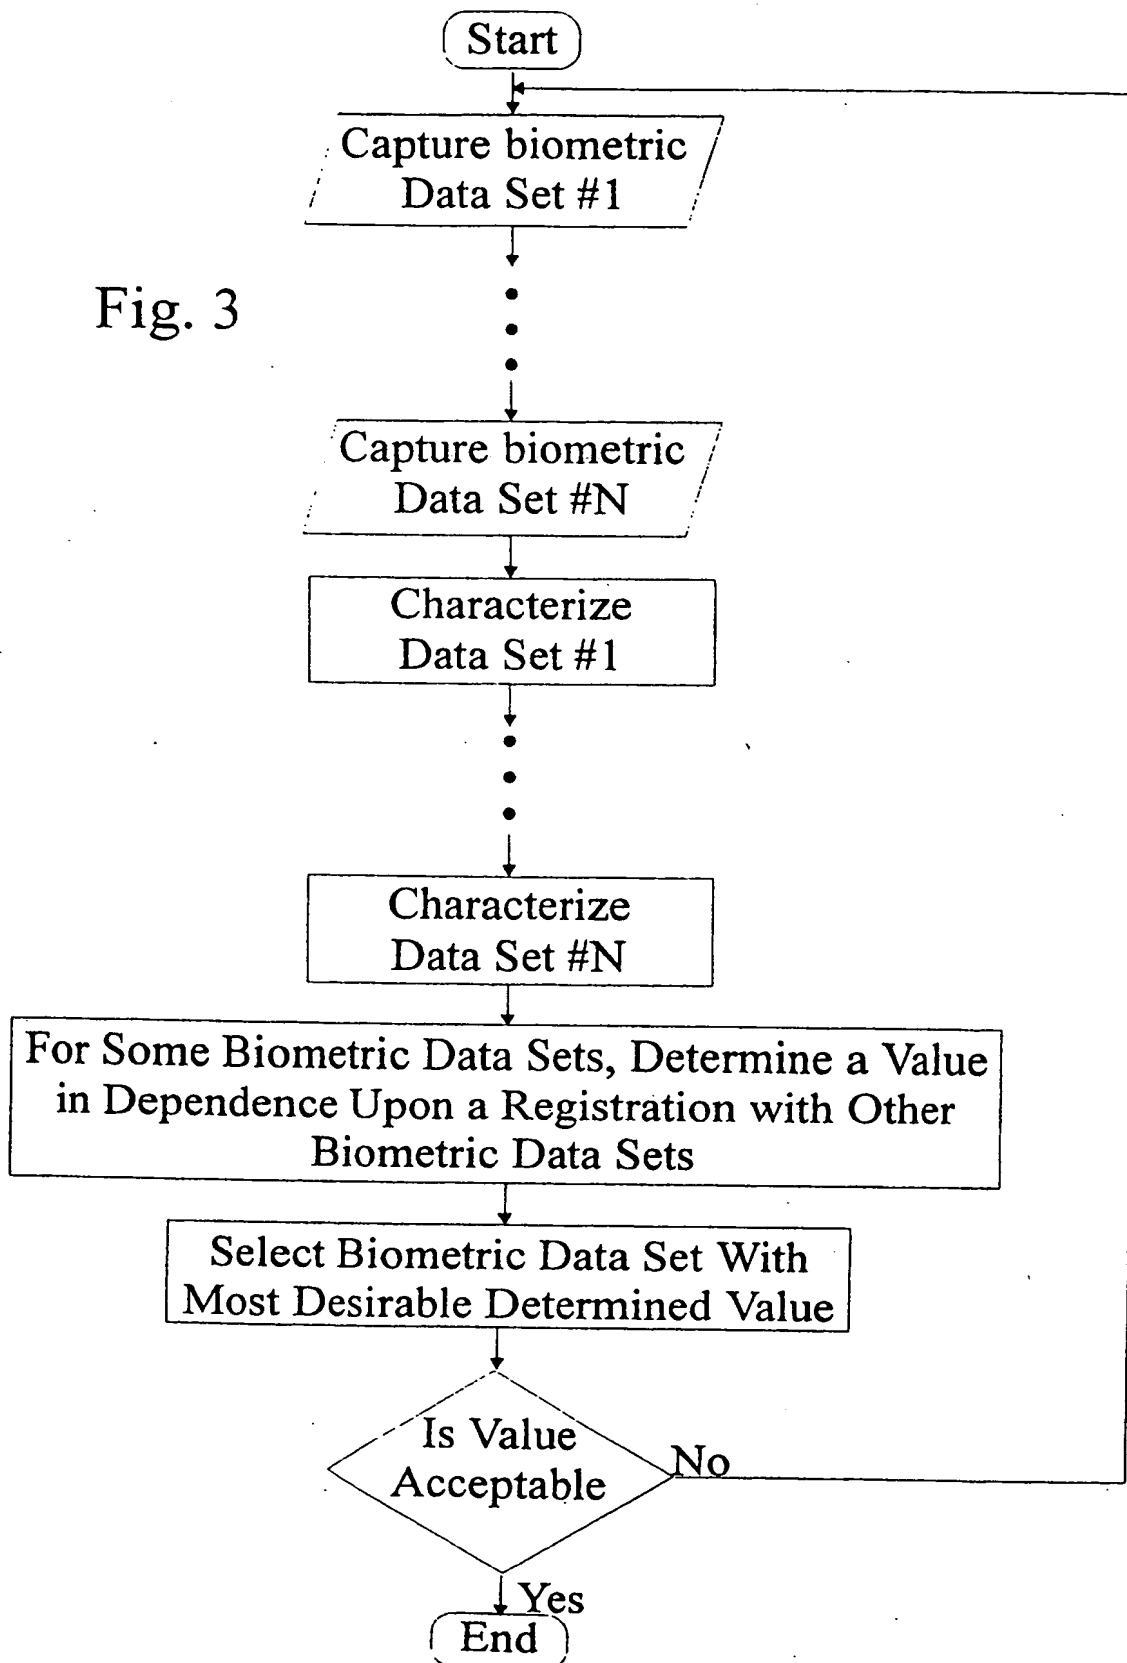 Start
Capture biometric
Data Set #1
Fig. 3
Capture biometric
Data Set #N
Characterize
Data Set #1
Characterize
Data Set #N
For Some Biometric Data Sets, Determine a Value
in Dependence Upon a Registration with Other
Biometric Data Sets
Select Biometric Data Set With
Most Desirable Determined Value
Is Value
Acceptable
No
Yes
End